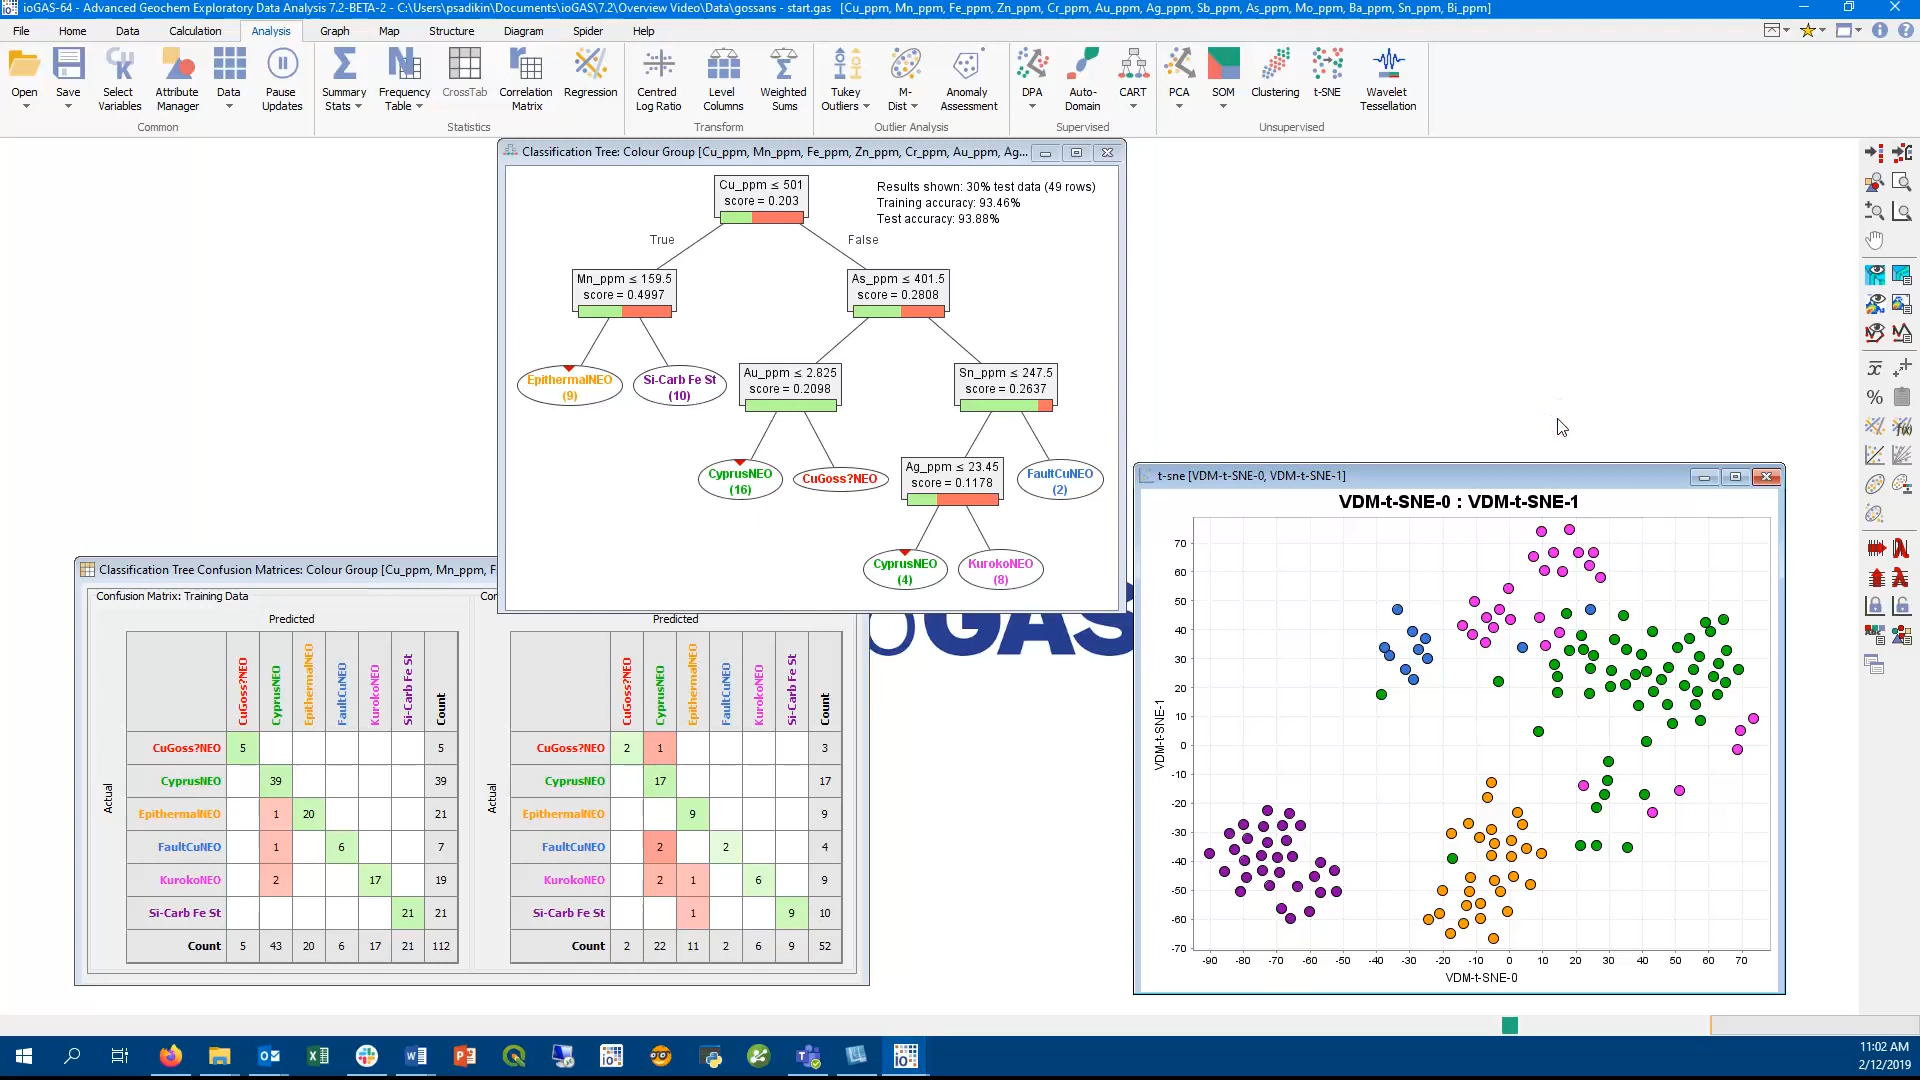 ioGAS-64 - Advanced Geochem Exploratory Data Analysis 7.2-BETA-2 - C:\Users\psadikin\Documents\ioGAS\7.2\Overview Video\Data\gossans - start.gas [Cu_ppm, Mn_ppm, Fe_ppm, Zn_ppm, Cr_ppm, Au_ppm, Ag_ppm, Sb_ppm, As_ppm, Mo_ppm, Ba_ppm, Sn_ppm, Bi_ppm]
File Home Data Calculation Analysis Graph Map Structure Diagram Spider Help
Open Save Select Variables Attribute Manager Data Pause Updates
Common
Summary Stats Frequency Table CrossTab Correlation Matrix Regression
Statistics
Centred Log Ratio Level Columns Weighted Sums
Transform
Tukey Outliers M-Dist Anomaly Assessment
Outlier Analysis
DPA Auto-Domain CART
Supervised
PCA SOM Clustering t-SNE Wavelet Tessellation
Unsupervised
Classification Tree: Colour Group [Cu_ppm, Mn_ppm, Fe_ppm, Zn_ppm, Cr_ppm, Au_ppm, Ag...
Cu_ppm ≤ 501
score = 0.203
Results shown: 30% test data (49 rows)
Training accuracy: 93.46%
Test accuracy: 93.88%
True False
Mn_ppm ≤ 159.5
score = 0.4997
As_ppm ≤ 401.5
score = 0.2808
EpithermalNEO
(9)
Si-Carb Fe St
(10)
Au_ppm ≤ 2.825
score = 0.2098
Sn_ppm ≤ 247.5
score = 0.2637
CyprusNEO
(16)
CuGoss?NEO
Ag_ppm ≤ 23.45
score = 0.1178
FaultCuNEO
(2)
CyprusNEO
(4)
KurokoNEO
(8)
Classification Tree Confusion Matrices: Colour Group [Cu_ppm, Mn_ppm, F
Confusion Matrix: Training Data
Predicted
CuGoss?NEO CyprusNEO EpithermalNEO FaultCuNEO KurokoNEO Si-Carb Fe St Count
Actual
CuGoss?NEO 5 5
CyprusNEO 39 39
EpithermalNEO 1 20 21
FaultCuNEO 1 6 7
KurokoNEO 2 17 19
Si-Carb Fe St 21 21
Count 5 43 20 6 17 21 112
Cor
Predicted
CuGoss?NEO CyprusNEO EpithermalNEO FaultCuNEO KurokoNEO Si-Carb Fe St Count
Actual
CuGoss?NEO 2 1 3
CyprusNEO 17 17
EpithermalNEO 9 9
FaultCuNEO 2 2 4
KurokoNEO 2 1 6 9
Si-Carb Fe St 1 9 10
Count 2 22 11 2 6 9 52
oGAS
t-sne [VDM-t-SNE-0, VDM-t-SNE-1]
VDM-t-SNE-0 : VDM-t-SNE-1
VDM-t-SNE-1
70
60
50
40
30
20
10
0
-10
-20
-30
-40
-50
-60
-70
-90 -80 -70 -60 -50 -40 -30 -20 -10 0 10 20 30 40 50 60 70
VDM-t-SNE-0
11:02 AM
2/12/2019